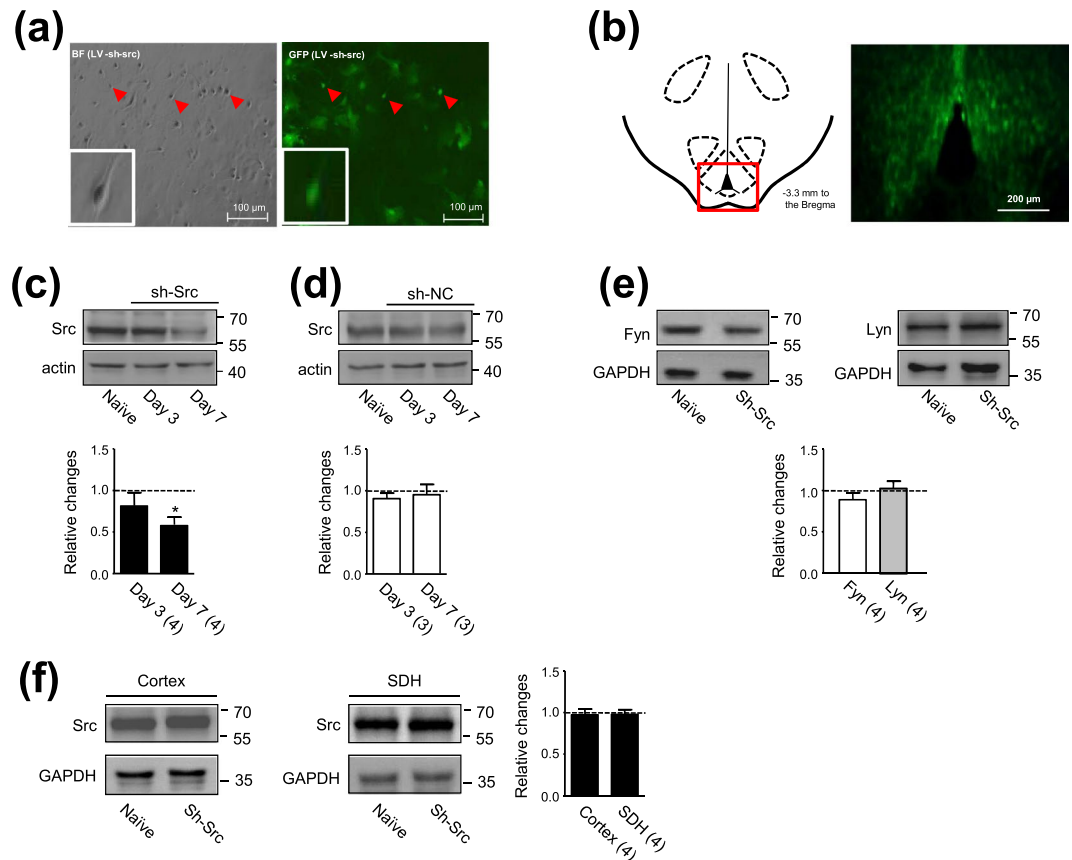 (a)
BF (LV -sh-src)
100 µm
GFP (LV -sh-src)
100 µm
(b)
-3.3 mm to
the Bregma
200 µm
(c)
sh-Src
Src
70
55
actin
40
Naïve
Day 3
Day 7
Relative changes
1.5
1.0
0.5
0.0
*
Day 3 (4)
Day 7 (4)
(d)
sh-NC
Src
70
55
actin
40
Naïve
Day 3
Day 7
Relative changes
1.5
1.0
0.5
0.0
Day 3 (3)
Day 7 (3)
(e)
Fyn
70
55
GAPDH
35
Naïve
Sh-Src
Lyn
70
55
GAPDH
35
Naïve
Sh-Src
Relative changes
1.5
1.0
0.5
0.0
Fyn (4)
Lyn (4)
(f)
Cortex
Src
70
55
GAPDH
35
Naïve
Sh-Src
SDH
Src
70
55
GAPDH
35
Naïve
Sh-Src
Relative changes
1.5
1.0
0.5
0.0
Cortex (4)
SDH (4)